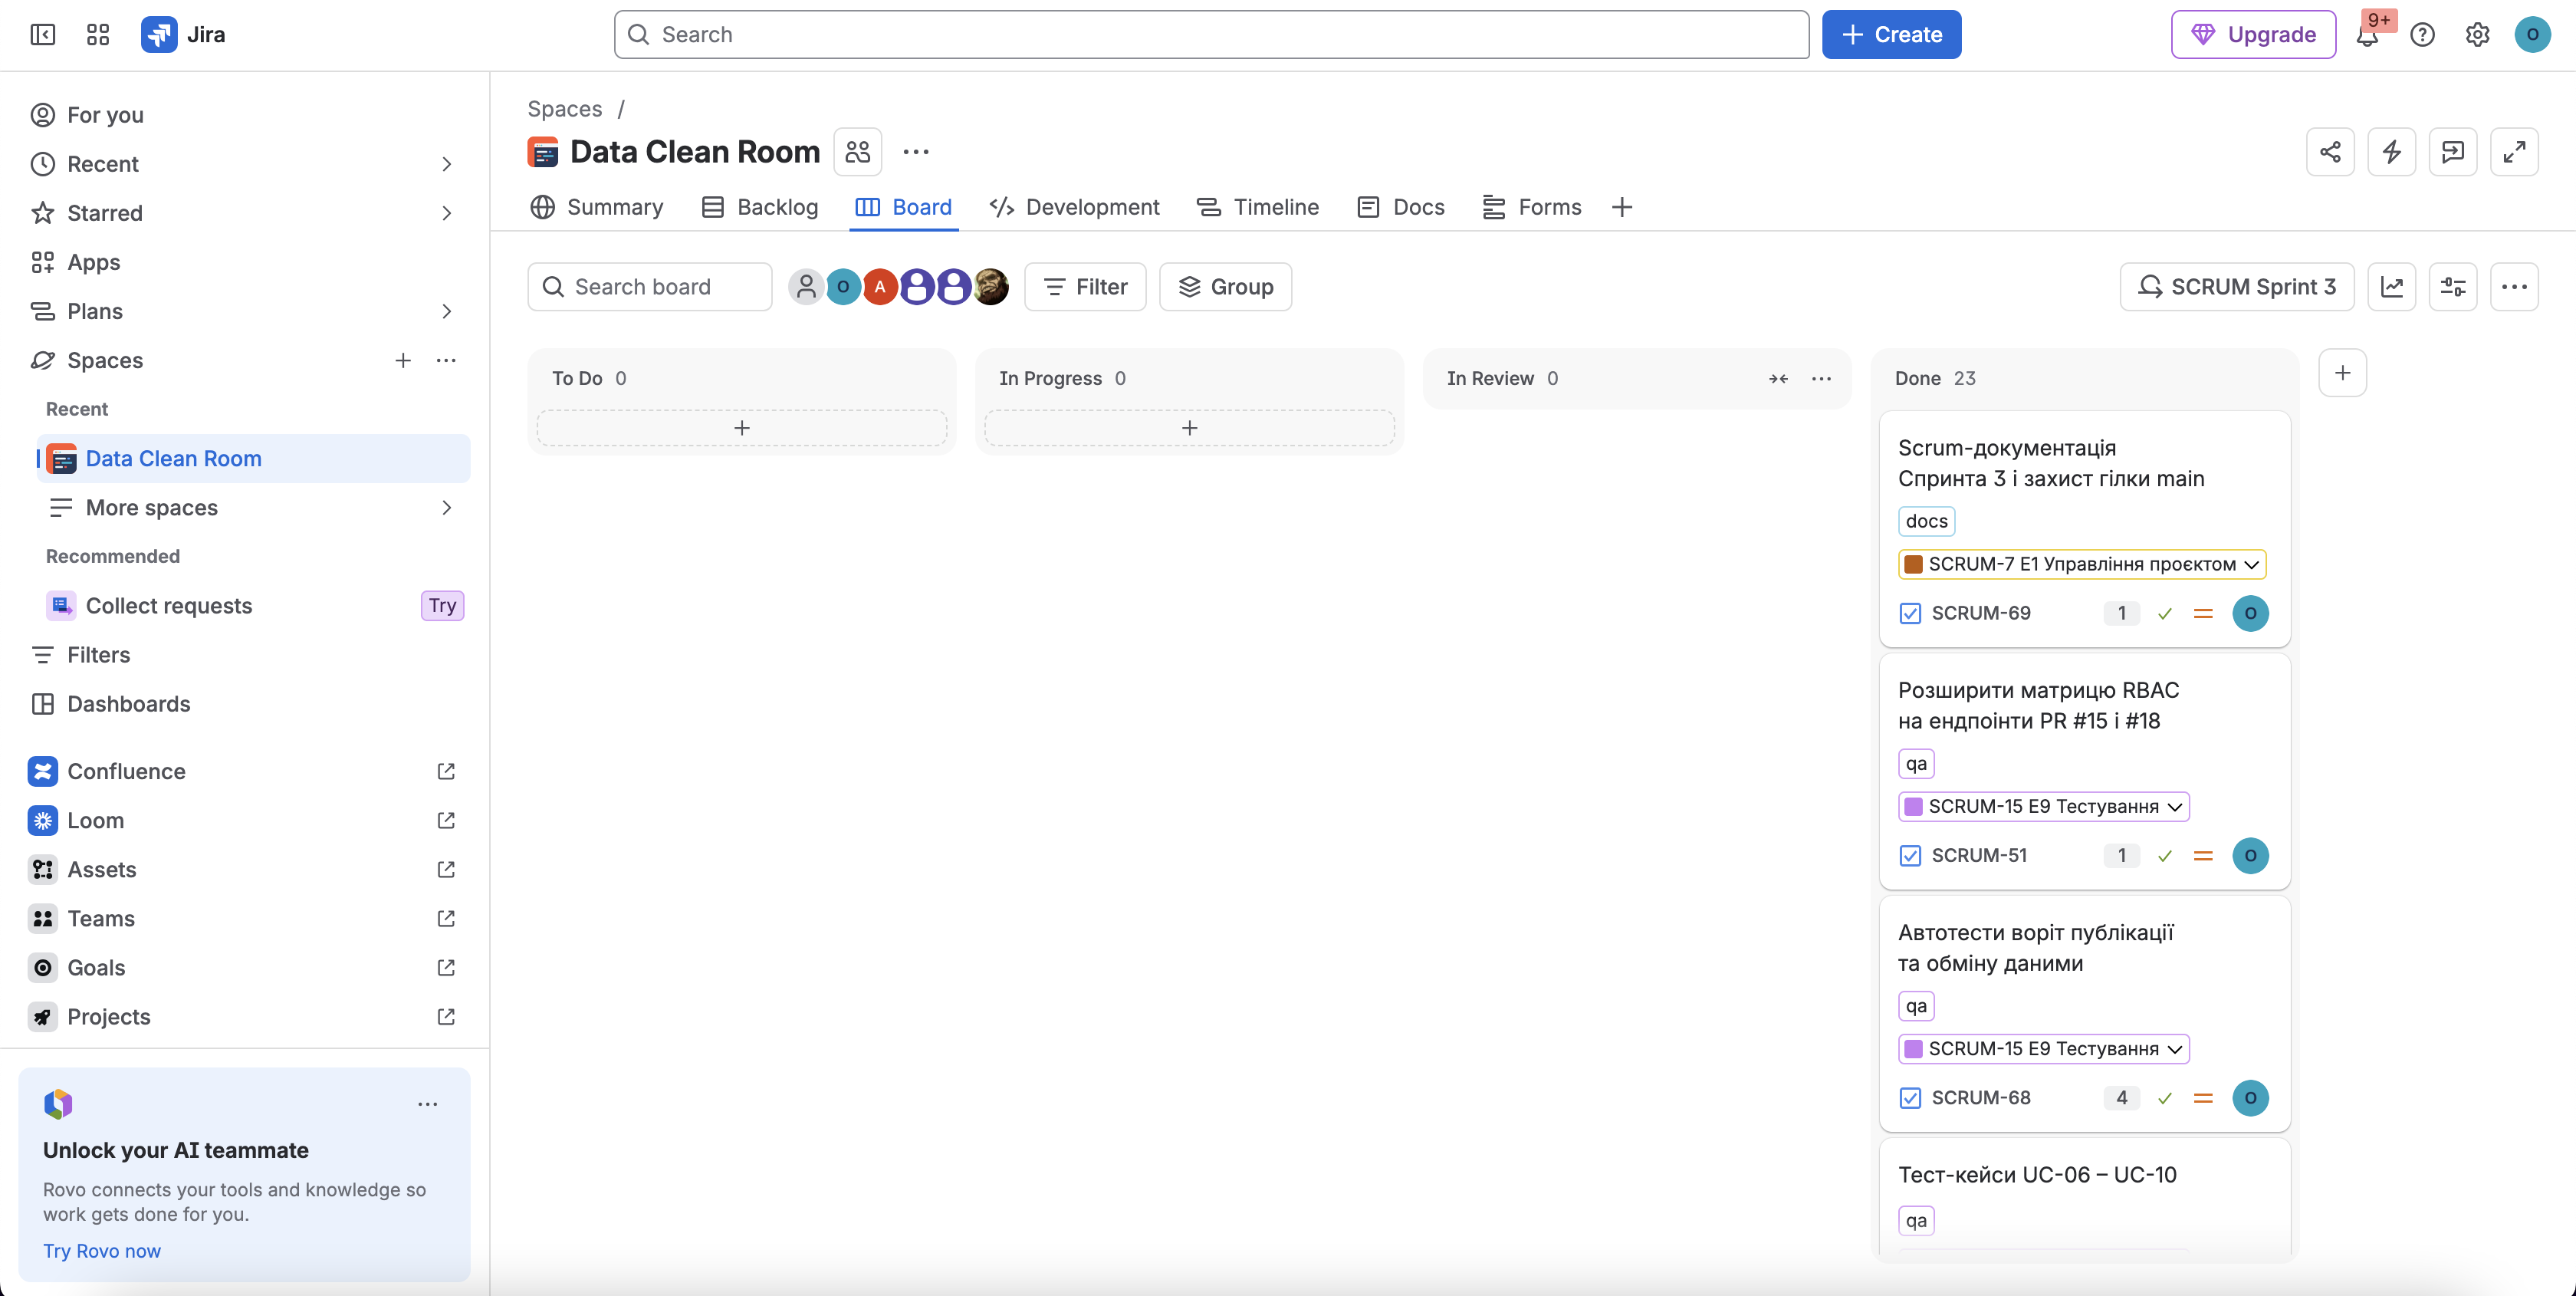 Jira
Search
Create
Upgrade
9+
O
For you
Recent
Starred
Apps
Plans
Spaces
Recent
Data Clean Room
More spaces
Recommended
Collect requests
Try
Filters
Dashboards
Confluence
Loom
Assets
Teams
Goals
Projects
Unlock your AI teammate
Rovo connects your tools and knowledge so
work gets done for you.
Try Rovo now
Spaces /
Data Clean Room
Summary
Backlog
Board
Development
Timeline
Docs
Forms
Search board
O
A
Filter
Group
SCRUM Sprint 3
To Do 0
In Progress 0
In Review 0
Done 23
Scrum-документація
Спринта 3 і захист гілки main
docs
SCRUM-7 E1 Управління проєктом
SCRUM-69 1 O
Розширити матрицю RBAC
на ендпоінти PR #15 і #18
qa
SCRUM-15 E9 Тестування
SCRUM-51 1 O
Автотести воріт публікації
та обміну даними
qa
SCRUM-15 E9 Тестування
SCRUM-68 4 O
Тест-кейси UC-06 – UC-10
qa